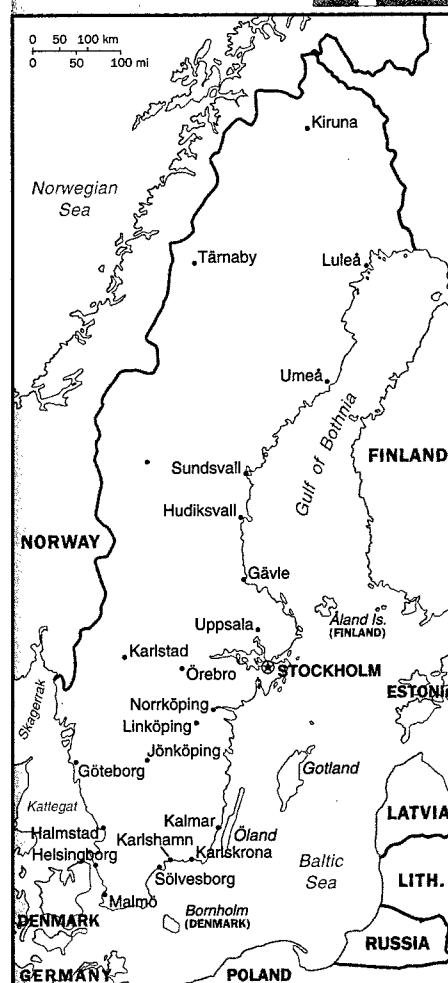 0 50 100 km
0 50 100 mi
Kiruna
Norwegian
Sea
Tärnaby
Luleå
Umeå
Gulf of Bothnia
FINLAND
Sundsvall
Hudiksvall
NORWAY
Gävle
Uppsala
Åland Is.
(FINLAND)
Karlstad
Örebro
STOCKHOLM
ESTONIA
Skagerrak
Norrköping
Linköping
Jönköping
Göteborg
Gotland
Kattegat
LATVIA
Halmstad
Kalmar
Öland
Karlshamn
Helsingborg
Karlskrona
Baltic
Sea
Sölvesborg
LITH.
Malmö
Bornholm
(DENMARK)
DENMARK
RUSSIA
GERMANY
POLAND